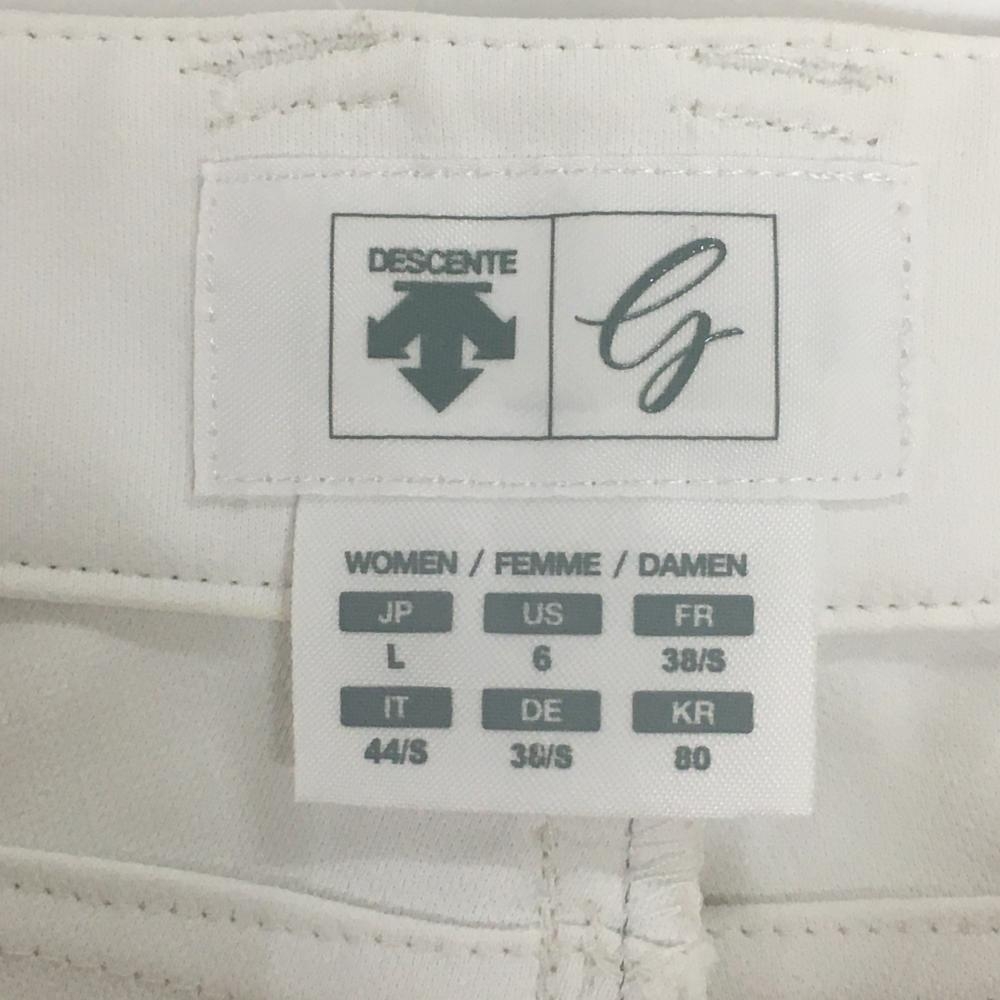 DESCENTE
G
WOMEN / FEMME / DAMEN
JP US FR
L 6 38/S
IT DE KR
44/S 38/S 80